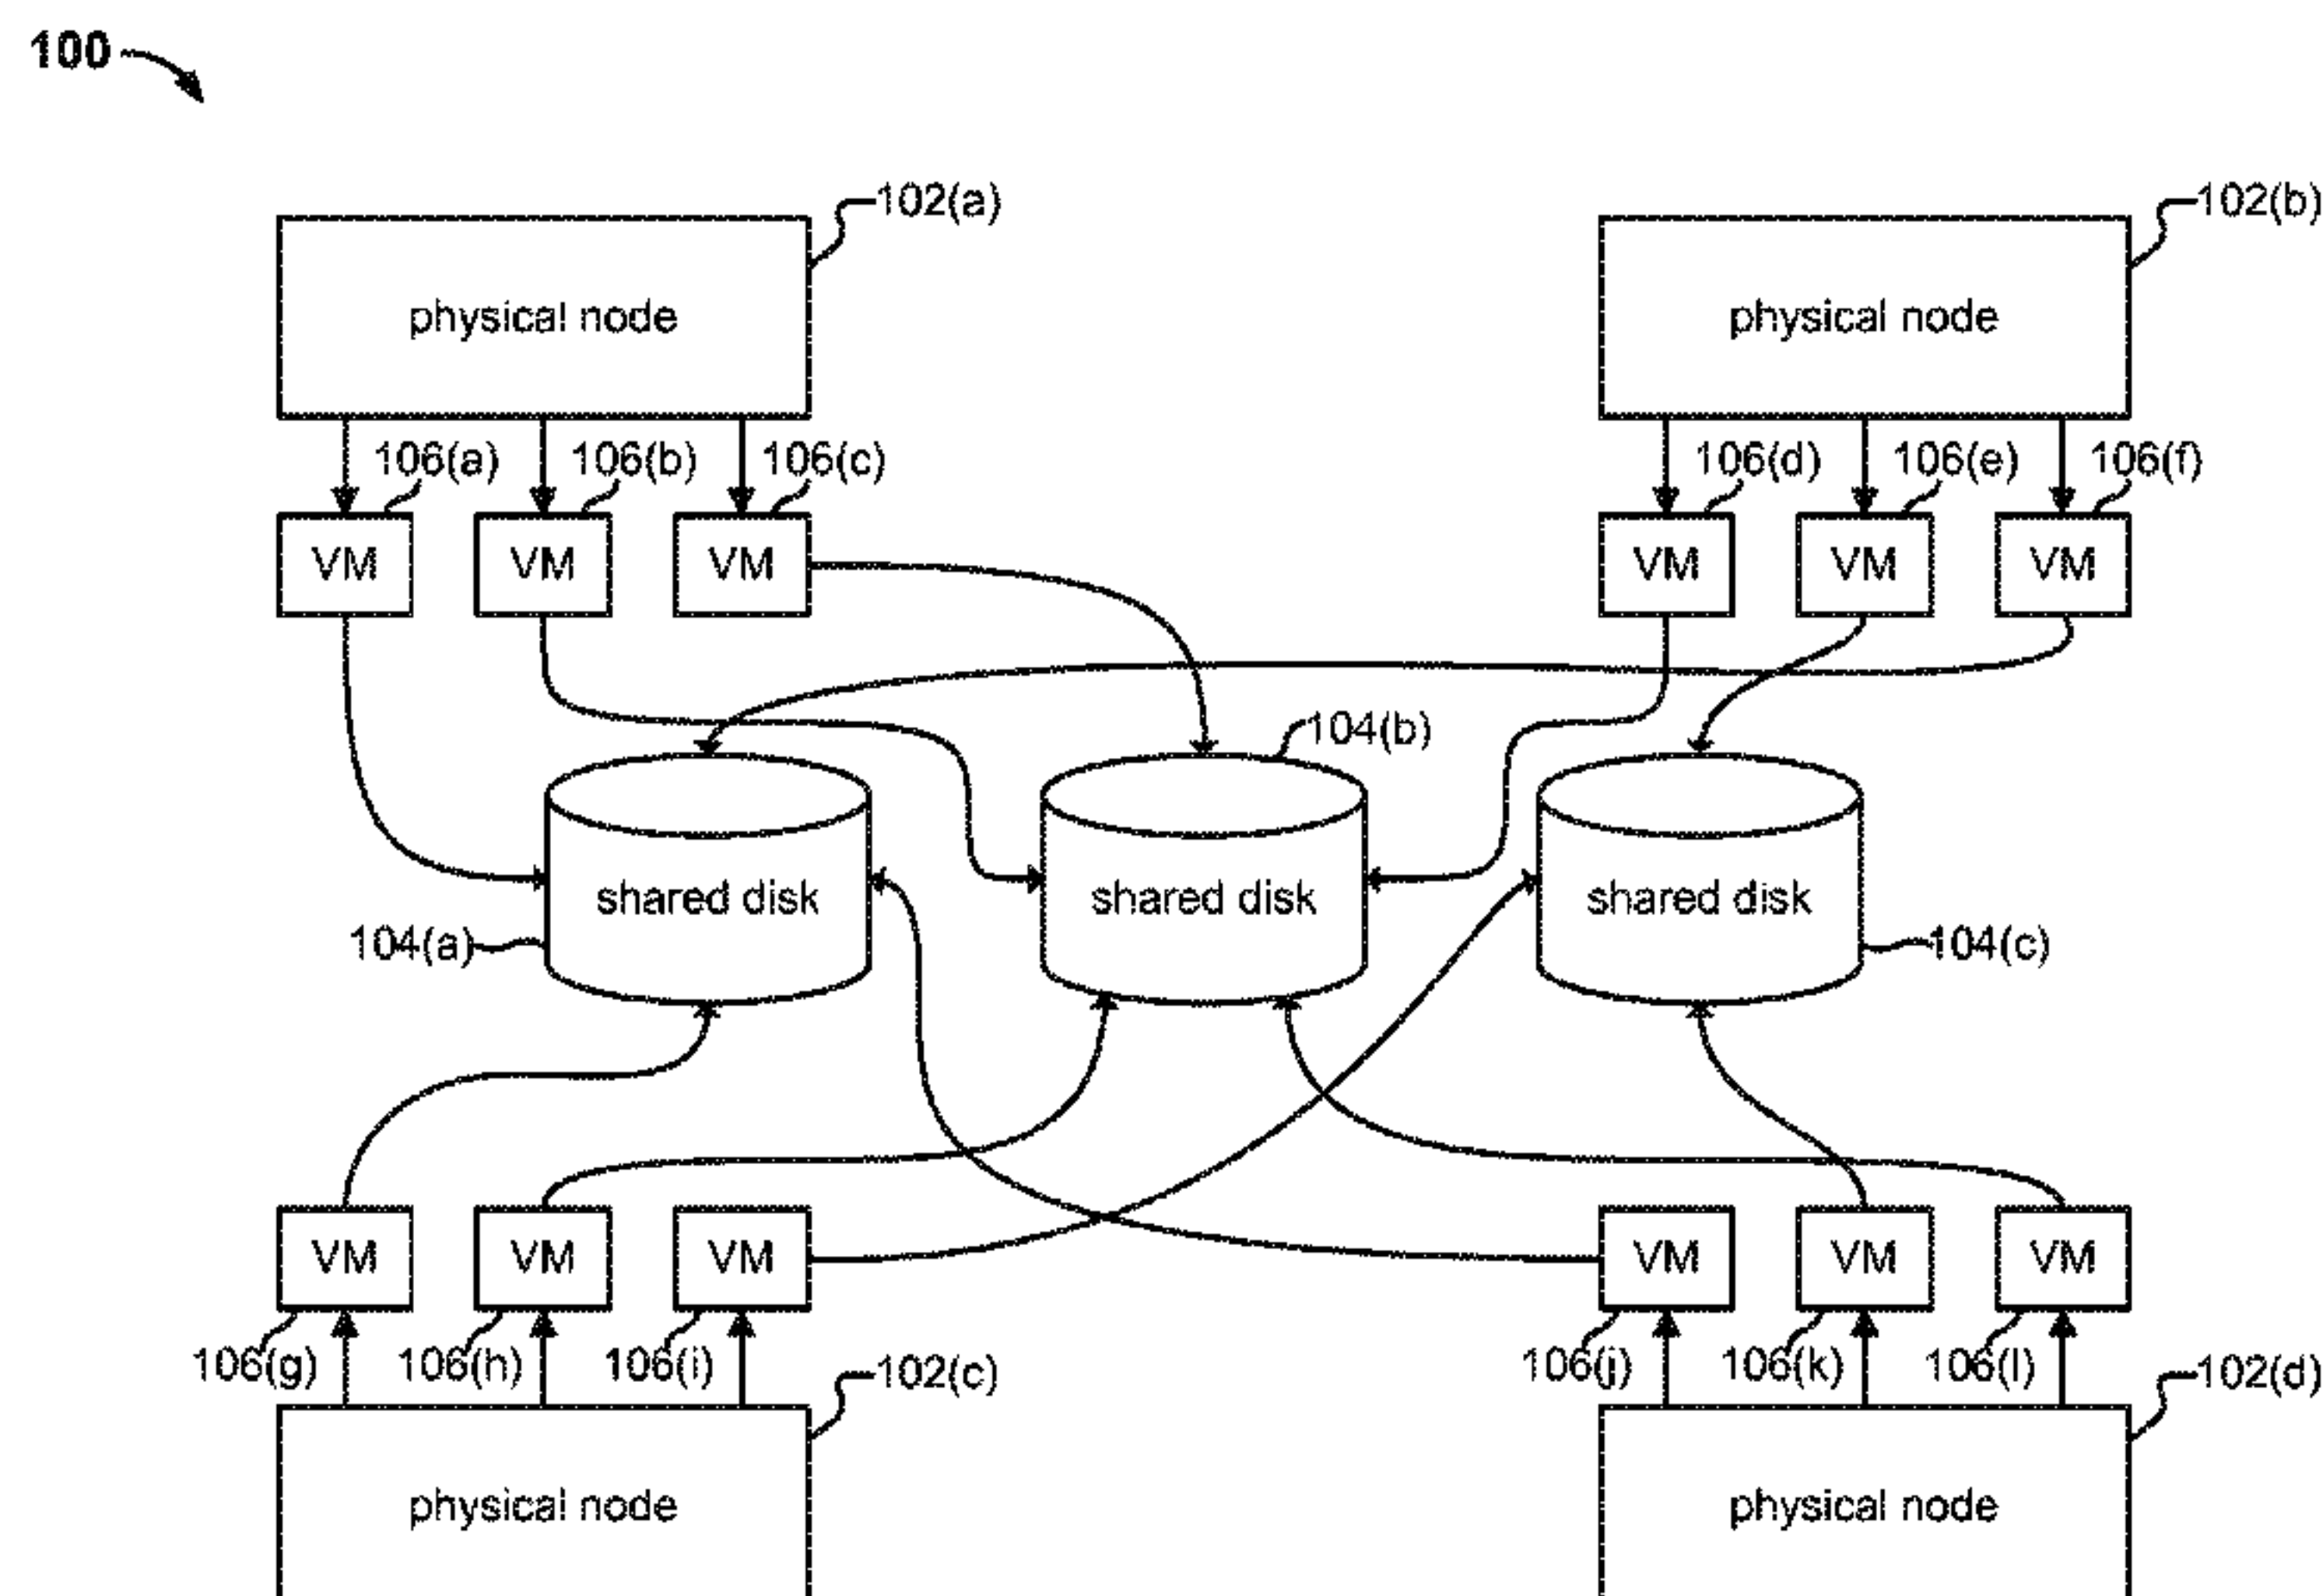 100
102(a)
102(b)
physical node
physical node
106(a)
106(b)
106(c)
106(d)
106(e)
106(f)
VM
VM
VM
VM
VM
VM
104(b)
shared disk
shared disk
shared disk
104(a)
104(c)
VM
VM
VM
VM
VM
VM
106(g)
106(h)
106(i)
102(c)
106(j)
106(k)
106(l)
102(d)
physical node
physical node